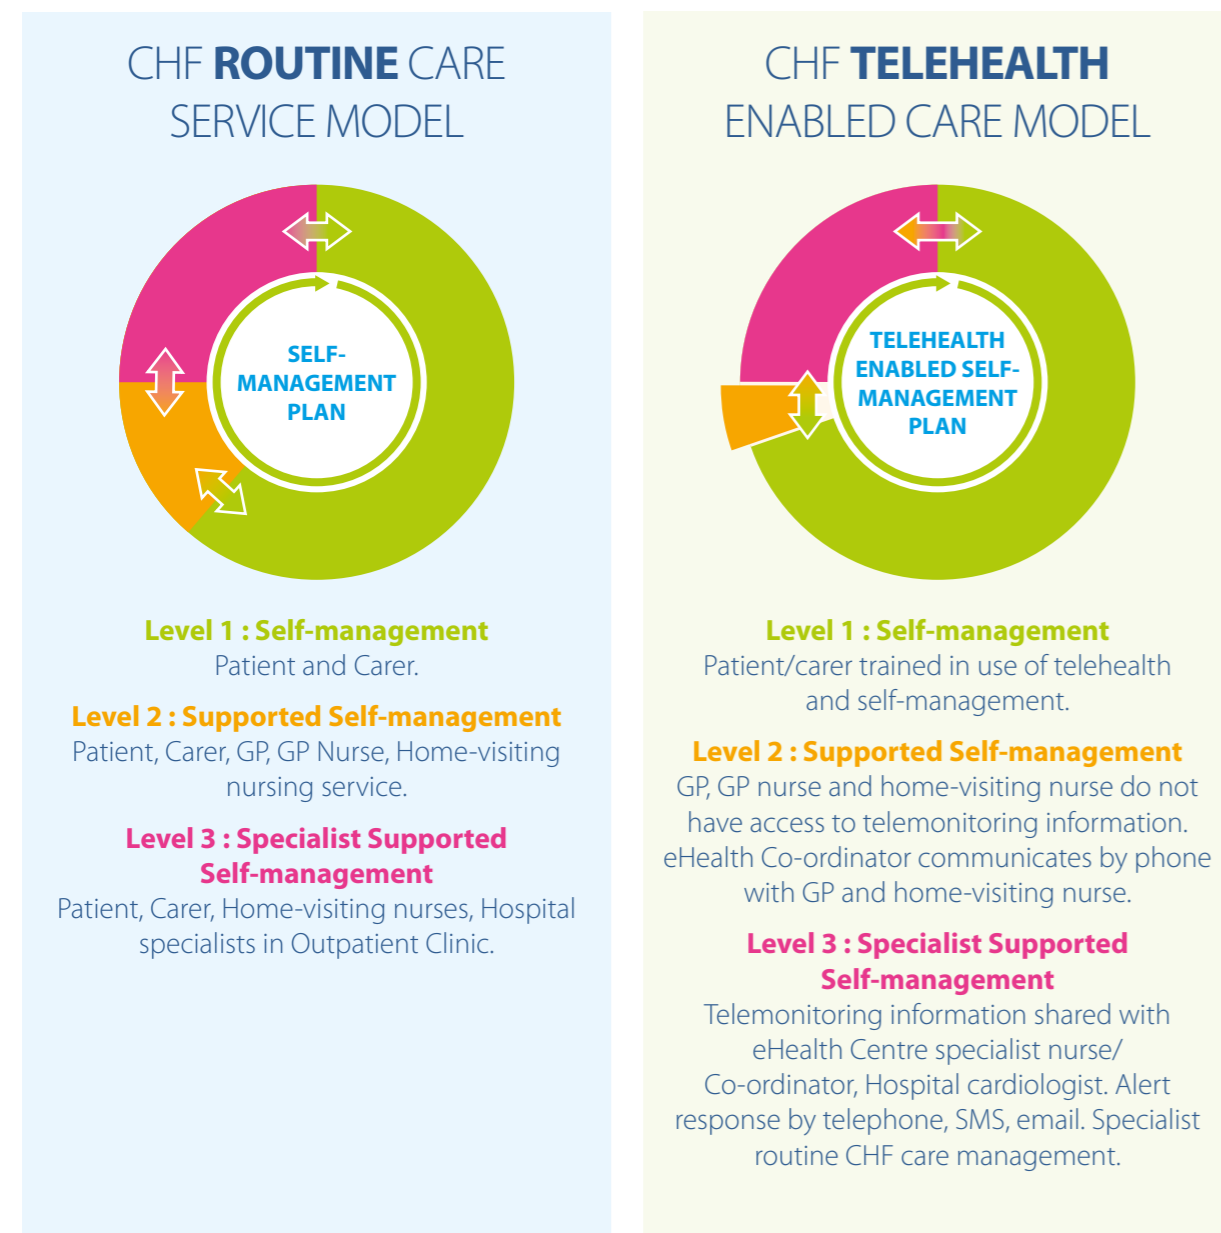 CHF ROUTINE CARE
SERVICE MODEL
SELF-
MANAGEMENT
PLAN
Level 1 : Self-management
Patient and Carer.
Level 2 : Supported Self-management
Patient, Carer, GP, GP Nurse, Home-visiting
nursing service.
Level 3 : Specialist Supported
Self-management
Patient, Carer, Home-visiting nurses, Hospital
specialists in Outpatient Clinic.
CHF TELEHEALTH
ENABLED CARE MODEL
TELEHEALTH
ENABLED SELF-
MANAGEMENT
PLAN
Level 1 : Self-management
Patient/carer trained in use of telehealth
and self-management.
Level 2 : Supported Self-management
GP, GP nurse and home-visiting nurse do not
have access to telemonitoring information.
eHealth Co-ordinator communicates by phone
with GP and home-visiting nurse.
Level 3 : Specialist Supported
Self-management
Telemonitoring information shared with
eHealth Centre specialist nurse/
Co-ordinator, Hospital cardiologist. Alert
response by telephone, SMS, email. Specialist
routine CHF care management.